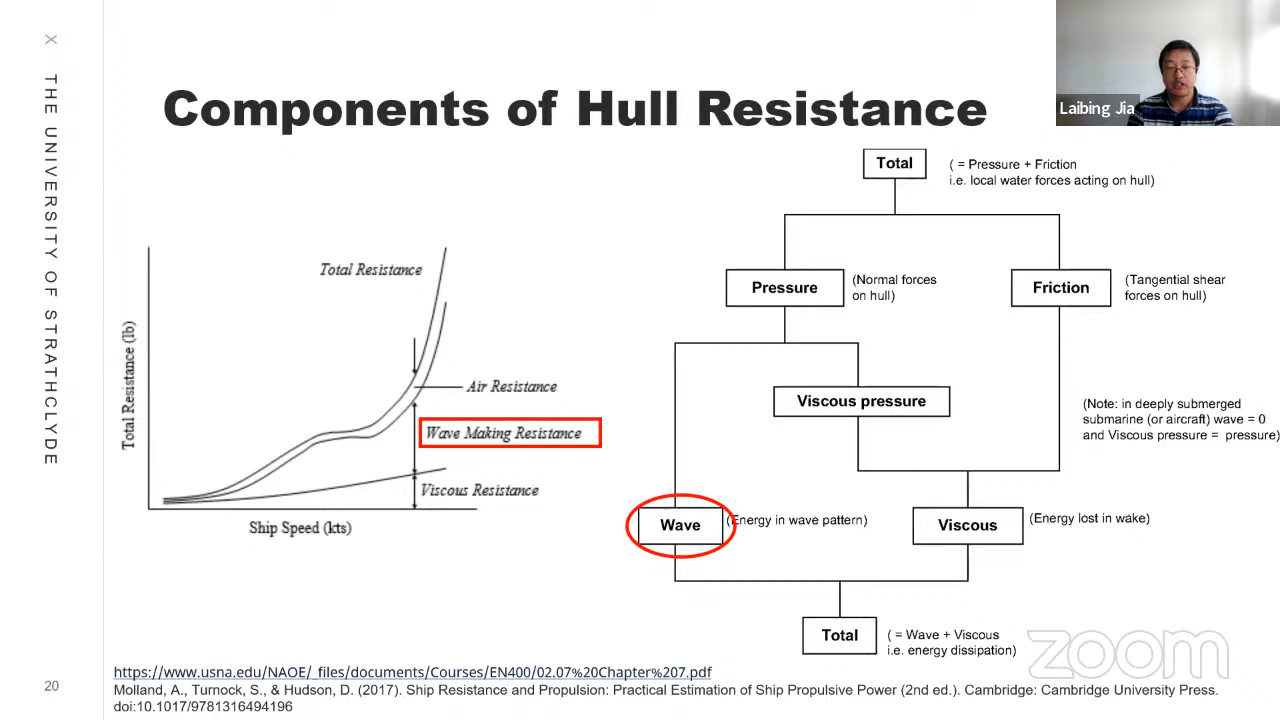 X THE UNIVERSITY OF STRATHCLYDE
Components of Hull Resistance
Laibing Jia
Total Resistance (lb)
Total Resistance
Air Resistance
Wave Making Resistance
Viscous Resistance
Ship Speed (kts)
Total
( = Pressure + Friction
i.e. local water forces acting on hull)
Pressure
(Normal forces
on hull)
Friction
(Tangential shear
forces on hull)
Viscous pressure
(Note: in deeply submerged
submarine (or aircraft) wave = 0
and Viscous pressure = pressure)
Wave
(Energy in wave pattern)
Viscous
(Energy lost in wake)
Total
( = Wave + Viscous
i.e. energy dissipation)
zoom
https://www.usna.edu/NAOE/_files/documents/Courses/EN400/02.07%20Chapter%207.pdf
20
Molland, A., Turnock, S., & Hudson, D. (2017). Ship Resistance and Propulsion: Practical Estimation of Ship Propulsive Power (2nd ed.). Cambridge: Cambridge University Press.
doi:10.1017/9781316494196